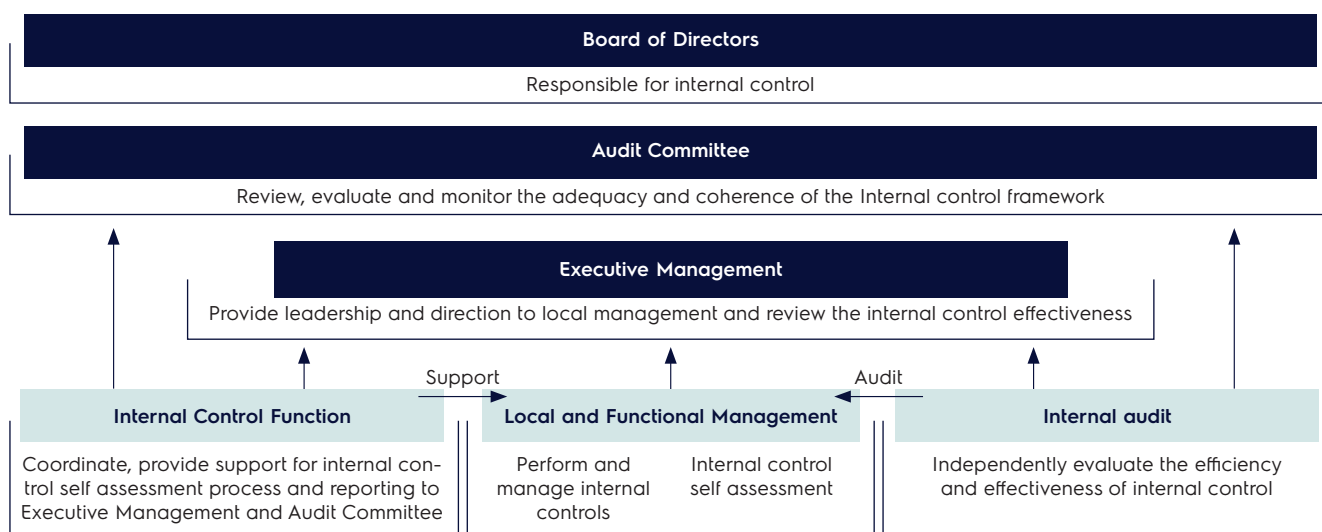 Board of Directors
Responsible for internal control
Audit Committee
Review, evaluate and monitor the adequacy and coherence of the Internal control framework
Executive Management
Provide leadership and direction to local management and review the internal control effectiveness
Support
Audit
Internal Control Function
Coordinate, provide support for internal con-
trol self assessment process and reporting to
Executive Management and Audit Committee
Local and Functional Management
Perform and
manage internal
controls
Internal control
self assessment
Internal audit
Independently evaluate the efficiency
and effectiveness of internal control